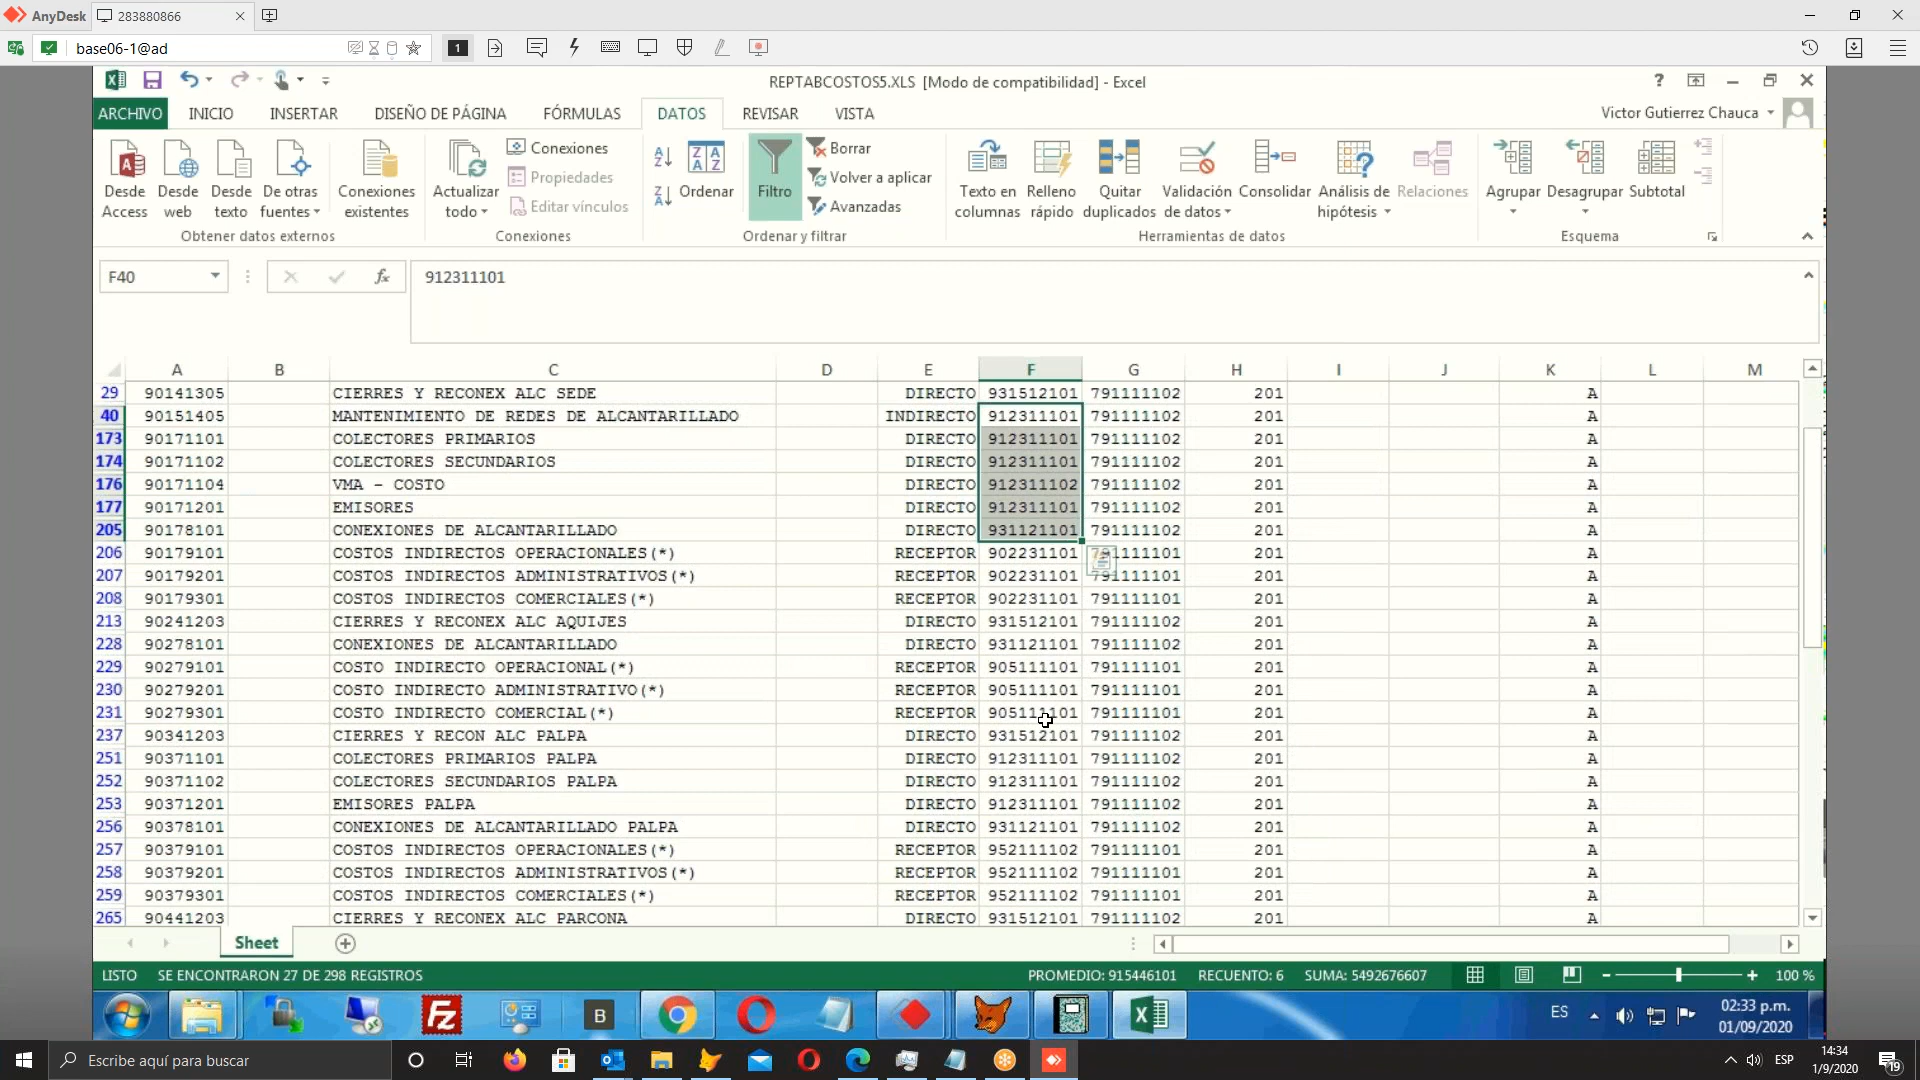 AnyDesk 283880866
base06-1@ad 1
REPTABCOSTOS5.XLS [Modo de compatibilidad] - Excel
ARCHIVO INICIO INSERTAR DISEÑO DE PÁGINA FÓRMULAS DATOS REVISAR VISTA Victor Gutierrez Chauca
Desde Access
Desde web
Desde texto
De otras fuentes
Conexiones existentes
Obtener datos externos
Actualizar todo
Conexiones
Propiedades
Editar vínculos
Conexiones
Ordenar
Filtro
Borrar
Volver a aplicar
Avanzadas
Ordenar y filtrar
Texto en columnas
Relleno rápido
Quitar duplicados
Validación de datos
Consolidar
Análisis de hipótesis
Relaciones
Herramientas de datos
Agrupar
Desagrupar
Subtotal
Esquema
F40 fx 912311101
A B C D E F G H I J K L M
29 90141305 CIERRES Y RECONEX ALC SEDE DIRECTO 931512101 791111102 201 A
40 90151405 MANTENIMIENTO DE REDES DE ALCANTARILLADO INDIRECTO 912311101 791111102 201 A
173 90171101 COLECTORES PRIMARIOS DIRECTO 912311101 791111102 201 A
174 90171102 COLECTORES SECUNDARIOS DIRECTO 912311101 791111102 201 A
176 90171104 VMA - COSTO DIRECTO 912311102 791111102 201 A
177 90171201 EMISORES DIRECTO 912311101 791111102 201 A
205 90178101 CONEXIONES DE ALCANTARILLADO DIRECTO 931121101 791111102 201 A
206 90179101 COSTOS INDIRECTOS OPERACIONALES(*) RECEPTOR 902231101 791111101 201 A
207 90179201 COSTOS INDIRECTOS ADMINISTRATIVOS(*) RECEPTOR 902231101 791111101 201 A
208 90179301 COSTOS INDIRECTOS COMERCIALES(*) RECEPTOR 902231101 791111101 201 A
213 90241203 CIERRES Y RECONEX ALC AQUIJES DIRECTO 931512101 791111102 201 A
228 90278101 CONEXIONES DE ALCANTARILLADO DIRECTO 931121101 791111102 201 A
229 90279101 COSTO INDIRECTO OPERACIONAL(*) RECEPTOR 905111101 791111101 201 A
230 90279201 COSTO INDIRECTO ADMINISTRATIVO(*) RECEPTOR 905111101 791111101 201 A
231 90279301 COSTO INDIRECTO COMERCIAL(*) RECEPTOR 905111101 791111101 201 A
237 90341203 CIERRES Y RECON ALC PALPA DIRECTO 931512101 791111102 201 A
251 90371101 COLECTORES PRIMARIOS PALPA DIRECTO 912311101 791111102 201 A
252 90371102 COLECTORES SECUNDARIOS PALPA DIRECTO 912311101 791111102 201 A
253 90371201 EMISORES PALPA DIRECTO 912311101 791111102 201 A
256 90378101 CONEXIONES DE ALCANTARILLADO PALPA DIRECTO 931121101 791111102 201 A
257 90379101 COSTOS INDIRECTOS OPERACIONALES(*) RECEPTOR 952111102 791111101 201 A
258 90379201 COSTOS INDIRECTOS ADMINISTRATIVOS(*) RECEPTOR 952111102 791111101 201 A
259 90379301 COSTOS INDIRECTOS COMERCIALES(*) RECEPTOR 952111102 791111101 201 A
265 90441203 CIERRES Y RECONEX ALC PARCONA DIRECTO 931512101 791111102 201 A
Sheet
LISTO SE ENCONTRARON 27 DE 298 REGISTROS PROMEDIO: 915446101 RECUENTO: 6 SUMA: 5492676607 100 %
B ES 02:33 p.m.
01/09/2020
Escribe aquí para buscar ESP 14:34
1/9/2020 19